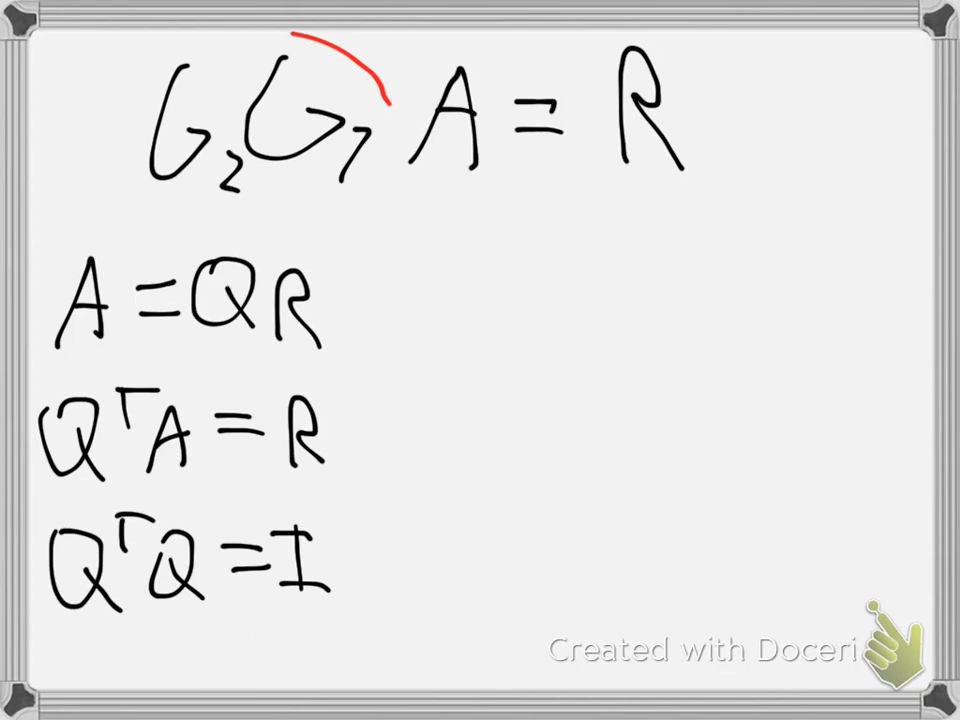 G₂G₁A = R
A = QR
QᵀA = R
QᵀQ = I
Created with Doceri